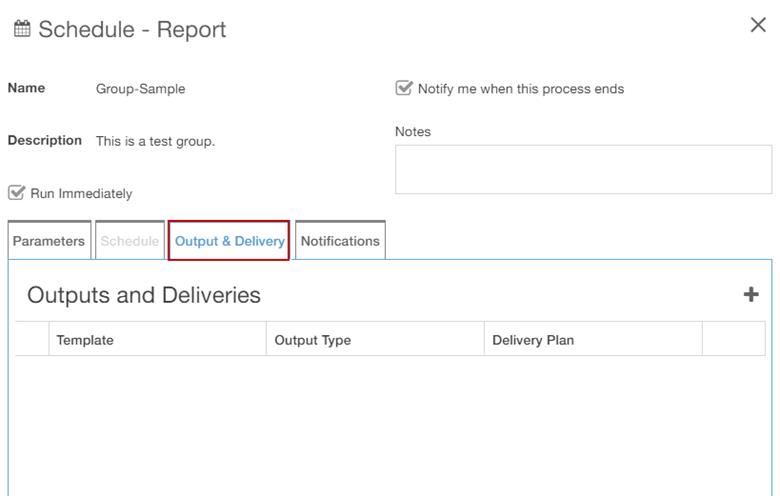 Schedule - Report
Name Group-Sample
Notify me when this process ends
Description This is a test group.
Notes
Run Immediately
Parameters Schedule Output & Delivery Notifications
Outputs and Deliveries
Template Output Type Delivery Plan